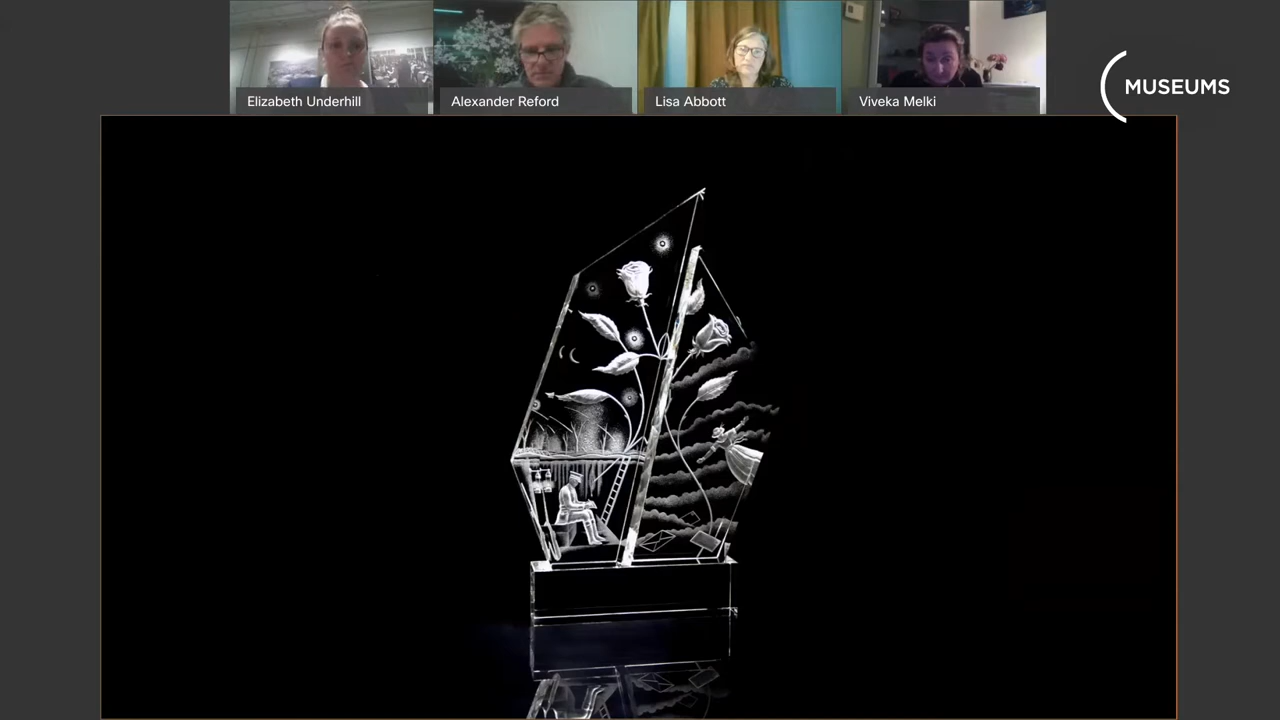 Elizabeth Underhill
Alexander Reford
Lisa Abbott
Viveka Melki
MUSEUMS